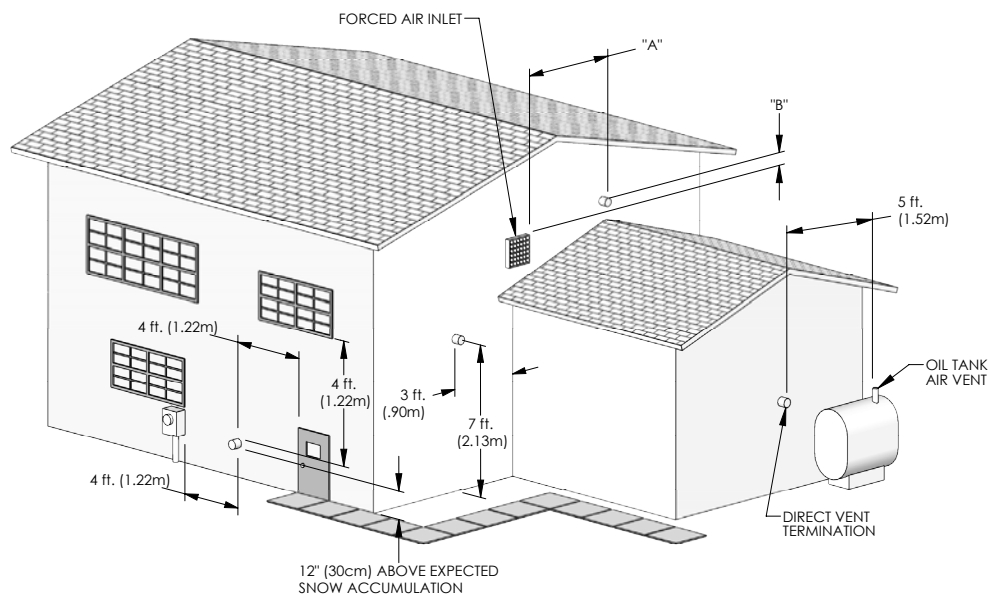 FORCED AIR INLET
"A"
"B"
5 ft.
(1.52m)
4 ft. (1.22m)
4 ft.
(1.22m)
3 ft.
(.90m)
7 ft.
(2.13m)
OIL TANK
AIR VENT
4 ft. (1.22m)
DIRECT VENT
TERMINATION
12" (30cm) ABOVE EXPECTED
SNOW ACCUMULATION